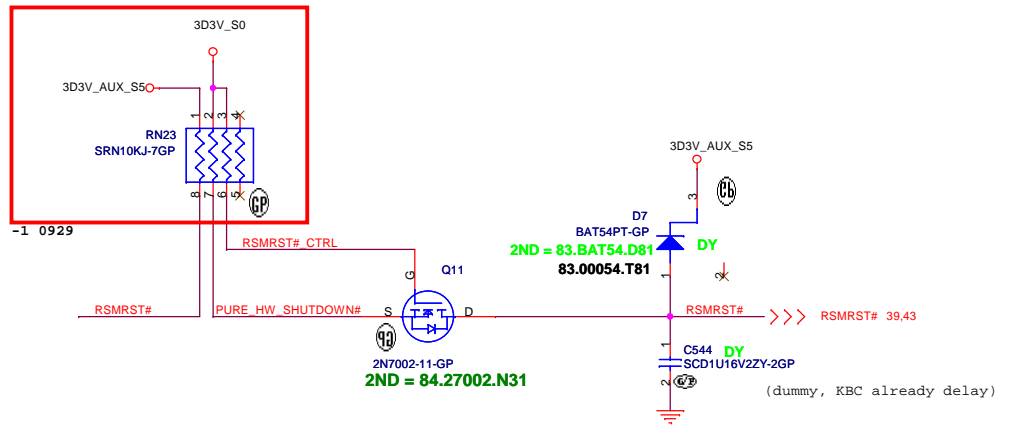 3D3V_S0
3D3V_AUX_S5
1
2
3
4
RN23
SRN10KJ-7GP
8
7
6
5
GP
-1 0929
RSMRST#_CTRL
3D3V_AUX_S5
3
D7
BAT54PT-GP
2ND = 83.BAT54.D81
DY
83.00054.T81
G
Q11
1
2
RSMRST#
PURE_HW_SHUTDOWN#
S
D
RSMRST#
RSMRST# 39,43
GP
2N7002-11-GP
2ND = 84.27002.N31
1
C544
DY
SCD1U16V2ZY-2GP
2
GP
(dummy, KBC already delay)